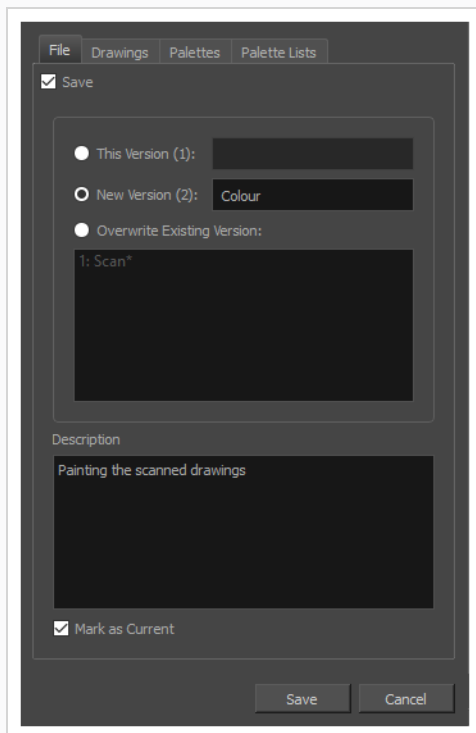 File Drawings Palettes Palette Lists
Save
This Version (1):
New Version (2): Colour
Overwrite Existing Version:
1: Scan*
Description
Painting the scanned drawings
Mark as Current
Save Cancel